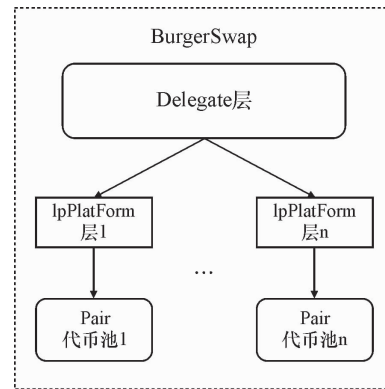 BurgerSwap
Delegate层
lpPlatForm
层1
lpPlatForm
层n
...
Pair
代币池1
Pair
代币池n